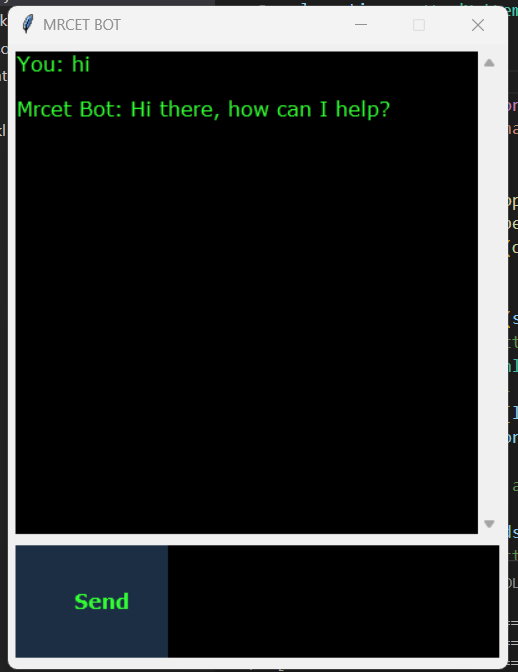 MRCET BOT
You: hi
Mrcet Bot: Hi there, how can I help?
Send